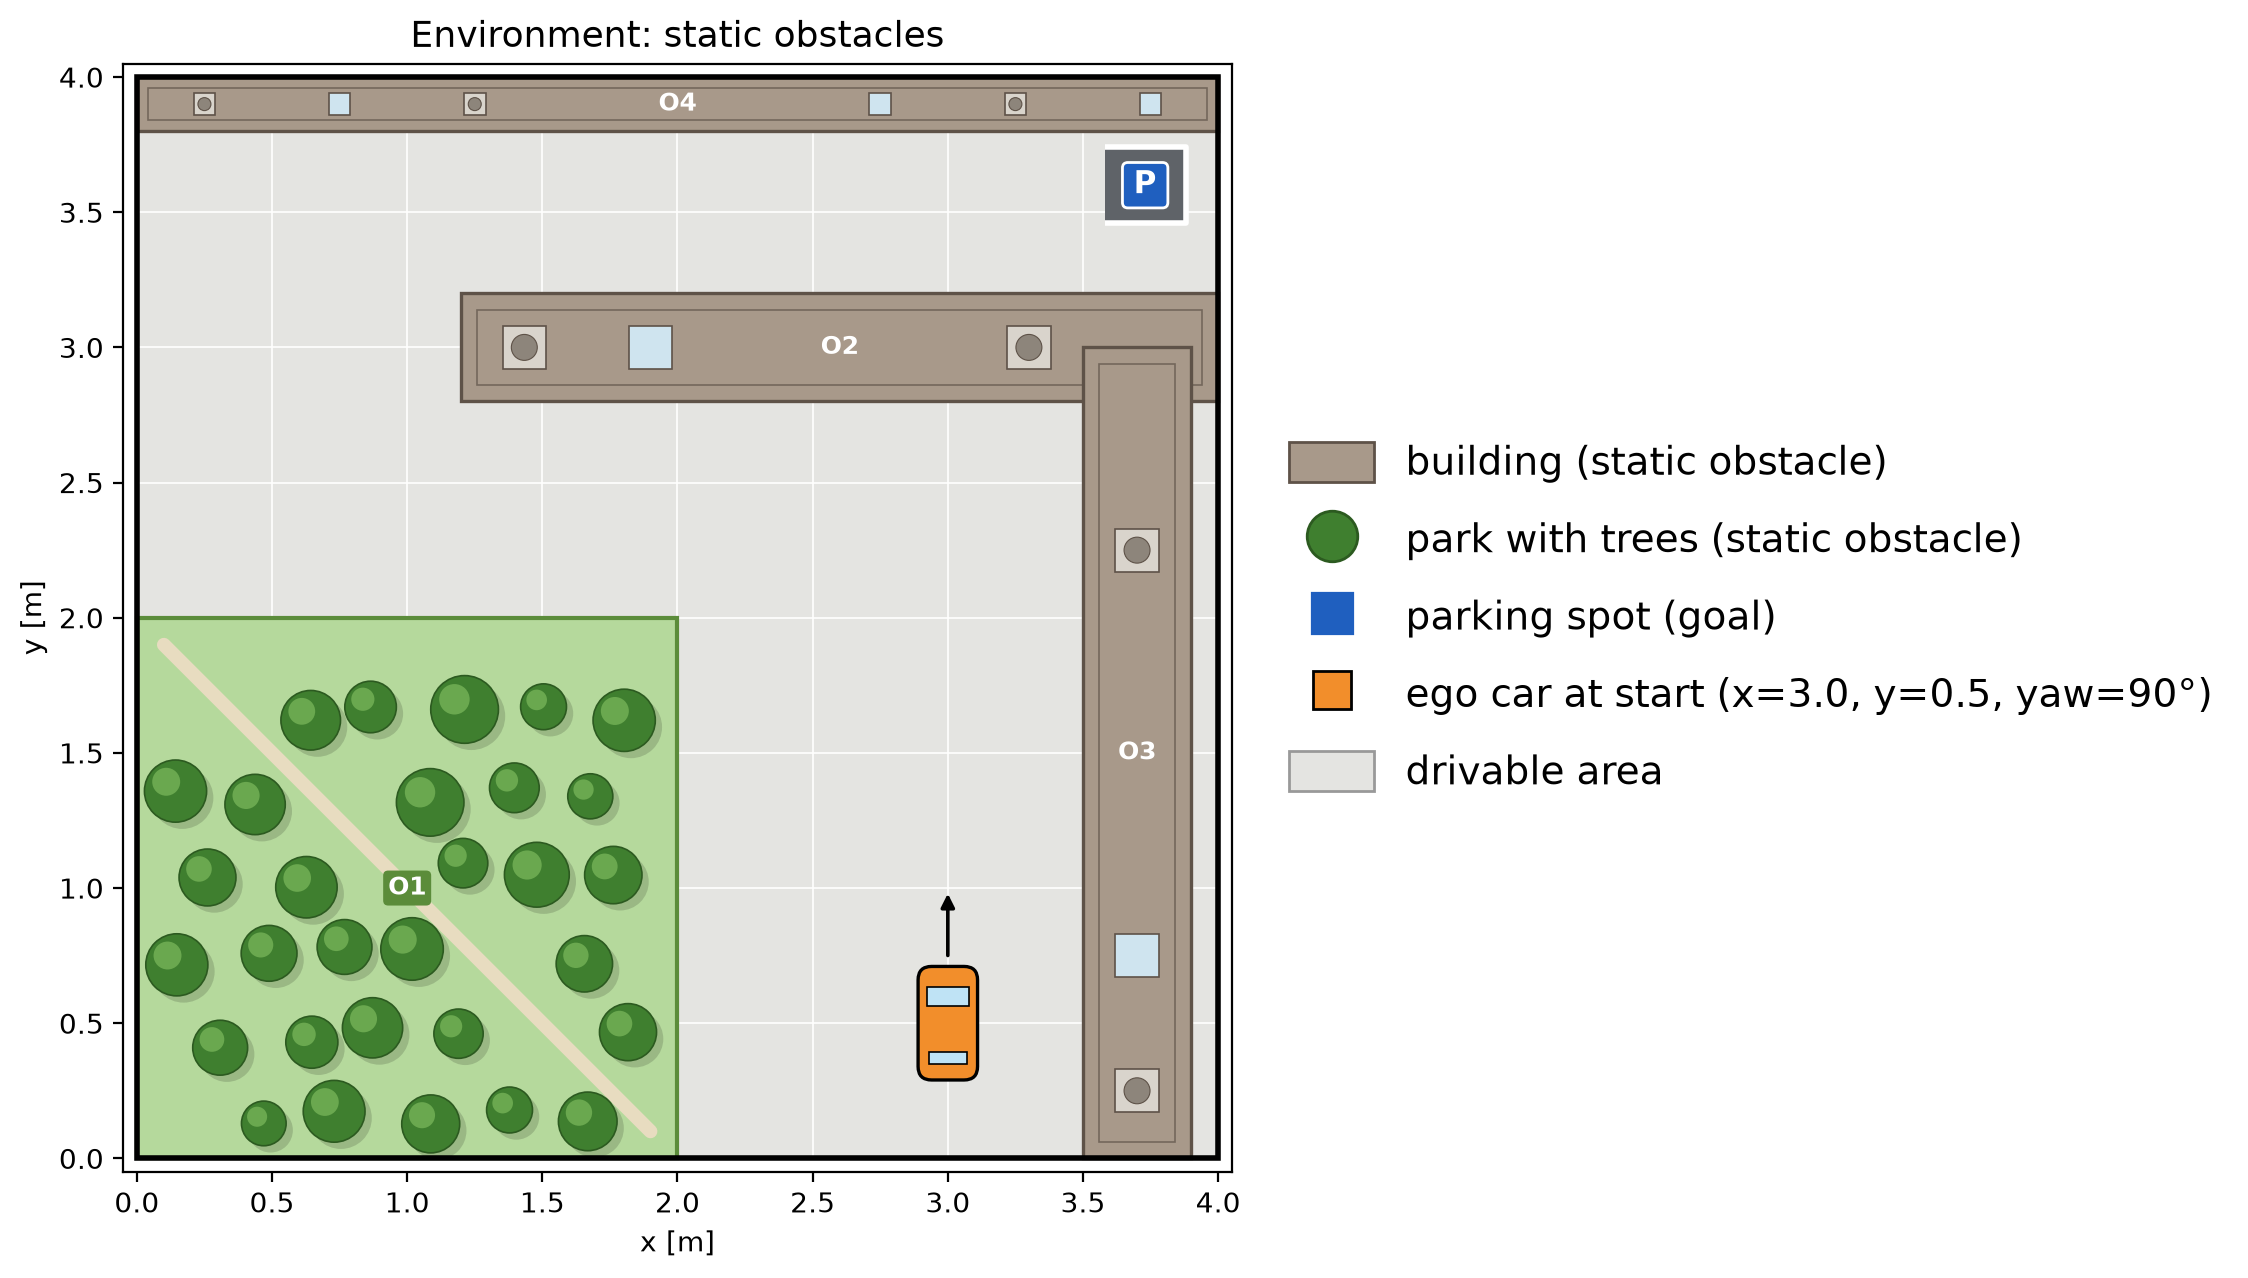 Environment: static obstacles
4.0
3.5
3.0
2.5
2.0
1.5
1.0
0.5
0.0
y [m]
O4
P
O2
O3
O1
0.0 0.5 1.0 1.5 2.0 2.5 3.0 3.5 4.0
x [m]
building (static obstacle)
park with trees (static obstacle)
parking spot (goal)
ego car at start (x=3.0, y=0.5, yaw=90°)
drivable area